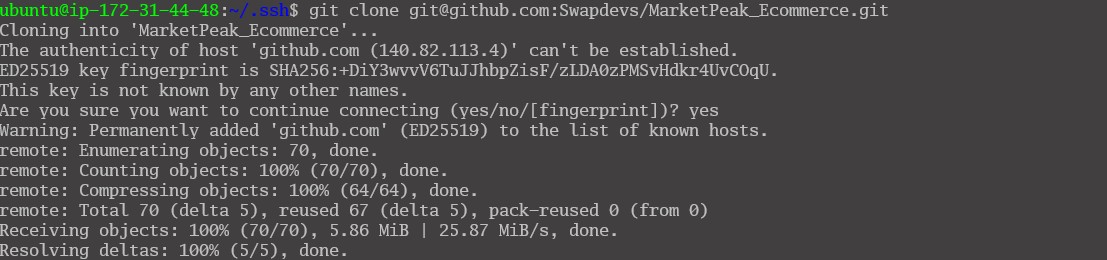 ubuntu@ip-172-31-44-48:~/.ssh$ git clone git@github.com:Swapdevs/MarketPeak_Ecommerce.git
Cloning into 'MarketPeak_Ecommerce'...
The authenticity of host 'github.com (140.82.113.4)' can't be established.
ED25519 key fingerprint is SHA256:+DiY3wvvV6TuJJhbpZisF/zLDA0zPMSvHdkr4UvCOqU.
This key is not known by any other names.
Are you sure you want to continue connecting (yes/no/[fingerprint])? yes
Warning: Permanently added 'github.com' (ED25519) to the list of known hosts.
remote: Enumerating objects: 70, done.
remote: Counting objects: 100% (70/70), done.
remote: Compressing objects: 100% (64/64), done.
remote: Total 70 (delta 5), reused 67 (delta 5), pack-reused 0 (from 0)
Receiving objects: 100% (70/70), 5.86 MiB | 25.87 MiB/s, done.
Resolving deltas: 100% (5/5), done.